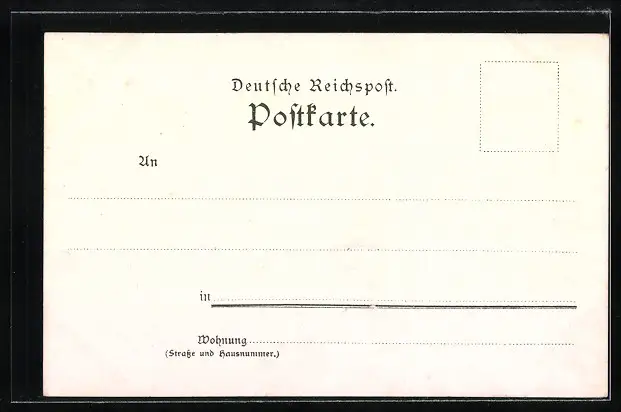 Deutſche Reichspoſt.
Poſtkarte.
An
in
Wohnung
(Straße und Hausnummer.)